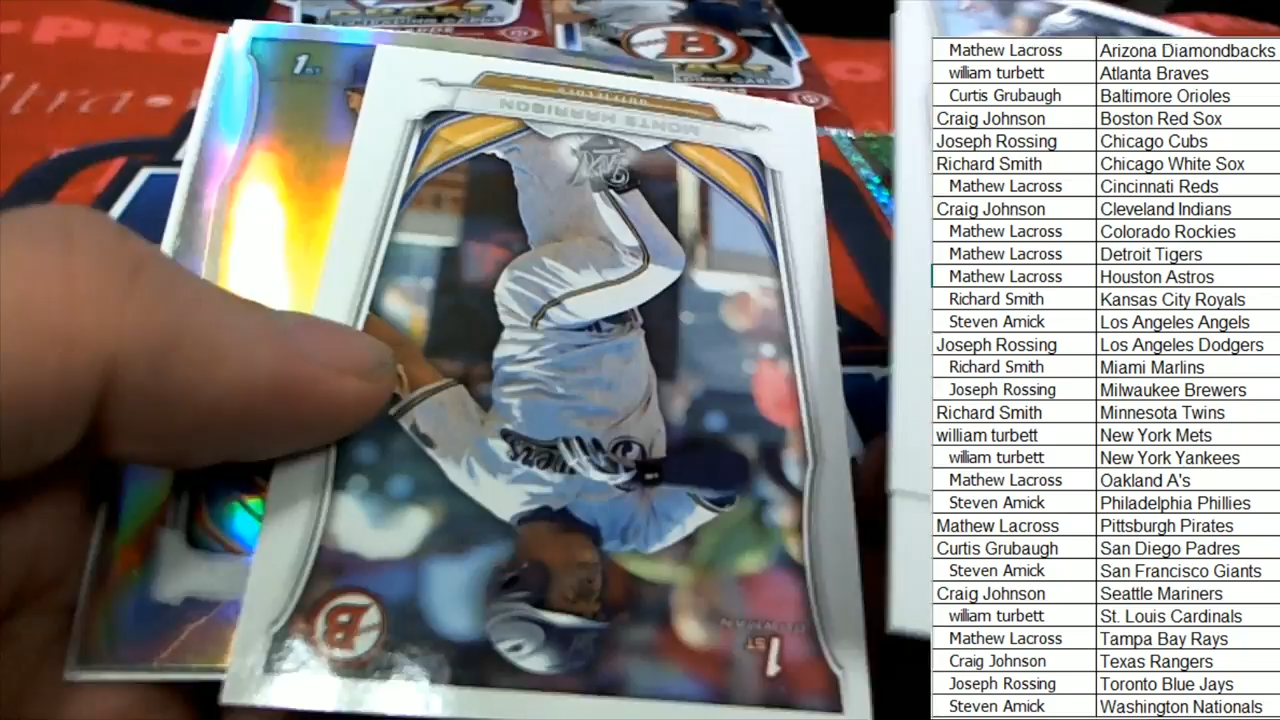 PRO
1ST
B
OUTFIELDER
MONTE HARRISON
B
1ST
BOWMAN
Mathew Lacross Arizona Diamondbacks
william turbett Atlanta Braves
Curtis Grubaugh Baltimore Orioles
Craig Johnson Boston Red Sox
Joseph Rossing Chicago Cubs
Richard Smith Chicago White Sox
Mathew Lacross Cincinnati Reds
Craig Johnson Cleveland Indians
Mathew Lacross Colorado Rockies
Mathew Lacross Detroit Tigers
Mathew Lacross Houston Astros
Richard Smith Kansas City Royals
Steven Amick Los Angeles Angels
Joseph Rossing Los Angeles Dodgers
Richard Smith Miami Marlins
Joseph Rossing Milwaukee Brewers
Richard Smith Minnesota Twins
william turbett New York Mets
william turbett New York Yankees
Mathew Lacross Oakland A's
Steven Amick Philadelphia Phillies
Mathew Lacross Pittsburgh Pirates
Curtis Grubaugh San Diego Padres
Steven Amick San Francisco Giants
Craig Johnson Seattle Mariners
william turbett St. Louis Cardinals
Mathew Lacross Tampa Bay Rays
Craig Johnson Texas Rangers
Joseph Rossing Toronto Blue Jays
Steven Amick Washington Nationals